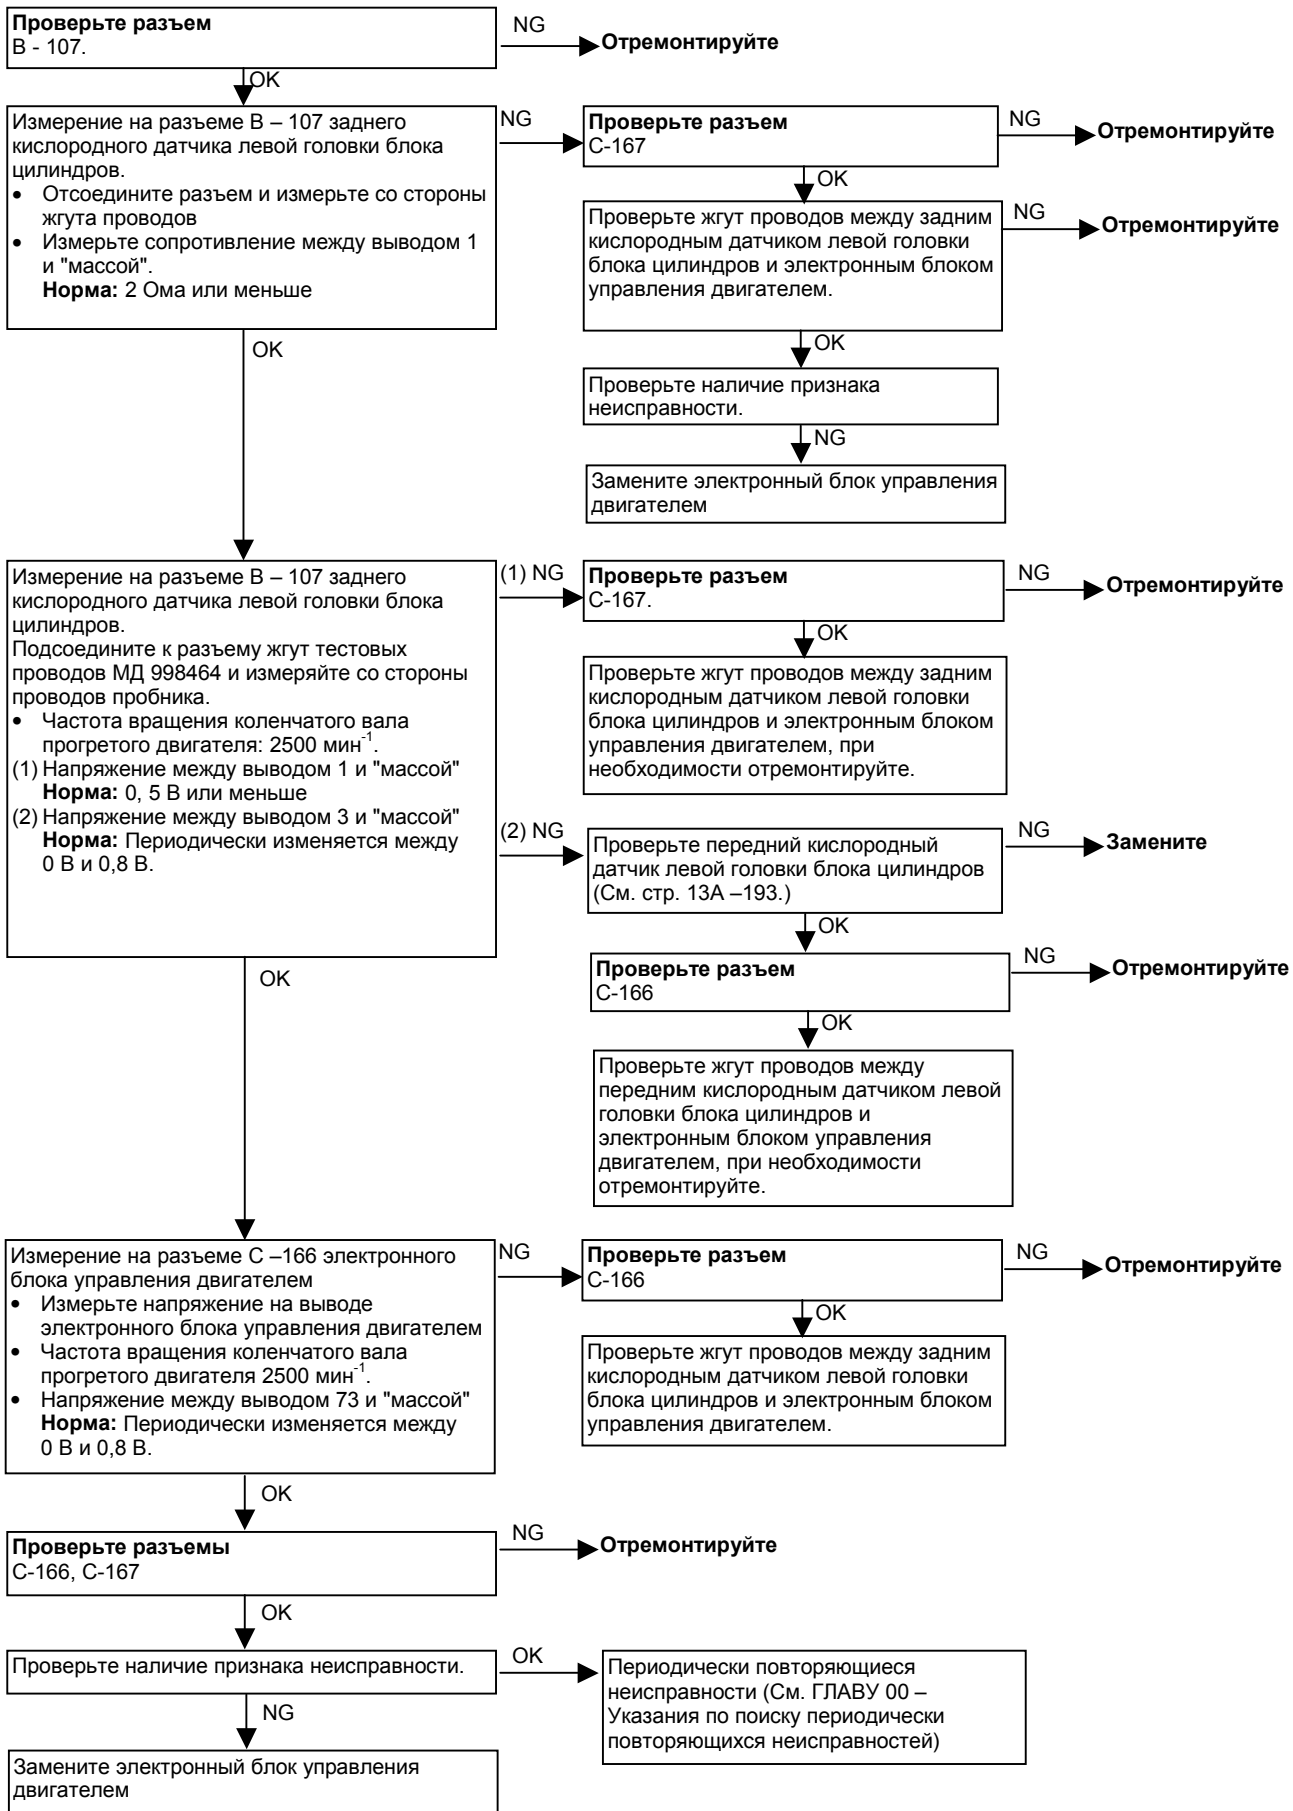 Проверьте разъем
В - 107.
NG
Отремонтируйте
OK
Измерение на разъеме В – 107 заднего
кислородного датчика левой головки блока
цилиндров.
• Отсоедините разъем и измерьте со стороны
жгута проводов
• Измерьте сопротивление между выводом 1
и "массой".
Норма: 2 Ома или меньше
NG
Проверьте разъем
С-167
NG
Отремонтируйте
OK
Проверьте жгут проводов между задним
кислородным датчиком левой головки
блока цилиндров и электронным блоком
управления двигателем.
NG
Отремонтируйте
OK
Проверьте наличие признака
неисправности.
NG
Замените электронный блок управления
двигателем
OK
Измерение на разъеме В – 107 заднего
кислородного датчика левой головки блока
цилиндров.
Подсоедините к разъему жгут тестовых
проводов МД 998464 и измеряйте со стороны
проводов пробника.
• Частота вращения коленчатого вала
прогретого двигателя: 2500 мин⁻¹.
(1) Напряжение между выводом 1 и "массой"
Норма: 0, 5 В или меньше
(2) Напряжение между выводом 3 и "массой"
Норма: Периодически изменяется между
0 В и 0,8 В.
(1) NG
Проверьте разъем
С-167.
NG
Отремонтируйте
OK
Проверьте жгут проводов между задним
кислородным датчиком левой головки
блока цилиндров и электронным блоком
управления двигателем, при
необходимости отремонтируйте.
(2) NG
Проверьте передний кислородный
датчик левой головки блока цилиндров
(См. стр. 13А –193.)
NG
Замените
OK
Проверьте разъем
С-166
NG
Отремонтируйте
OK
Проверьте жгут проводов между
передним кислородным датчиком левой
головки блока цилиндров и
электронным блоком управления
двигателем, при необходимости
отремонтируйте.
OK
Измерение на разъеме С –166 электронного
блока управления двигателем
• Измерьте напряжение на выводе
электронного блока управления двигателем
• Частота вращения коленчатого вала
прогретого двигателя 2500 мин⁻¹.
• Напряжение между выводом 73 и "массой"
Норма: Периодически изменяется между
0 В и 0,8 В.
NG
Проверьте разъем
С-166
NG
Отремонтируйте
OK
Проверьте жгут проводов между задним
кислородным датчиком левой головки
блока цилиндров и электронным блоком
управления двигателем.
OK
Проверьте разъемы
С-166, С-167
NG
Отремонтируйте
OK
Проверьте наличие признака неисправности.
OK
Периодически повторяющиеся
неисправности (См. ГЛАВУ 00 –
Указания по поиску периодически
повторяющихся неисправностей)
NG
Замените электронный блок управления
двигателем